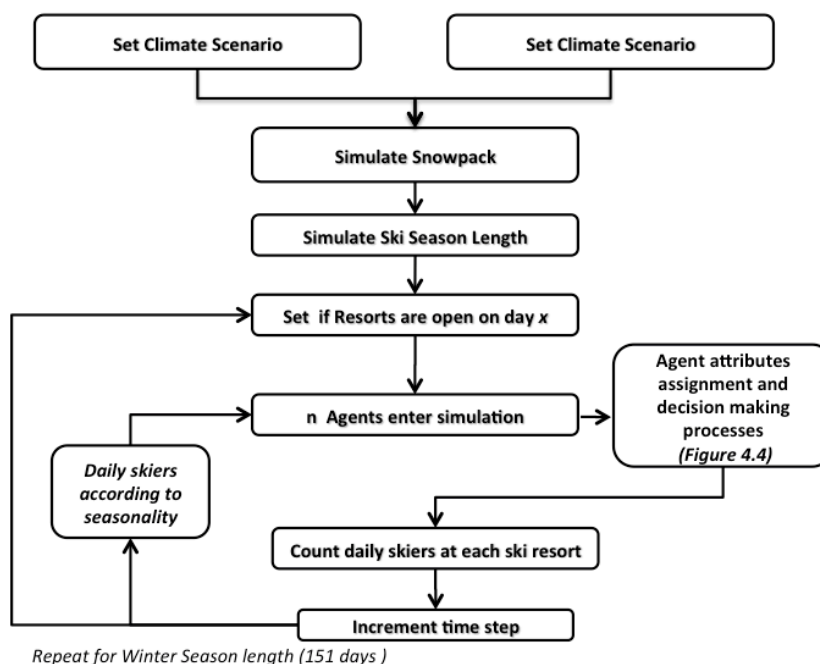 Set Climate Scenario
Set Climate Scenario
Simulate Snowpack
Simulate Ski Season Length
Set if Resorts are open on day x
Agent attributes
assignment and
decision making
processes
(Figure 4.4)
n Agents enter simulation
Daily skiers
according to
seasonality
Count daily skiers at each ski resort
Increment time step
Repeat for Winter Season length (151 days )